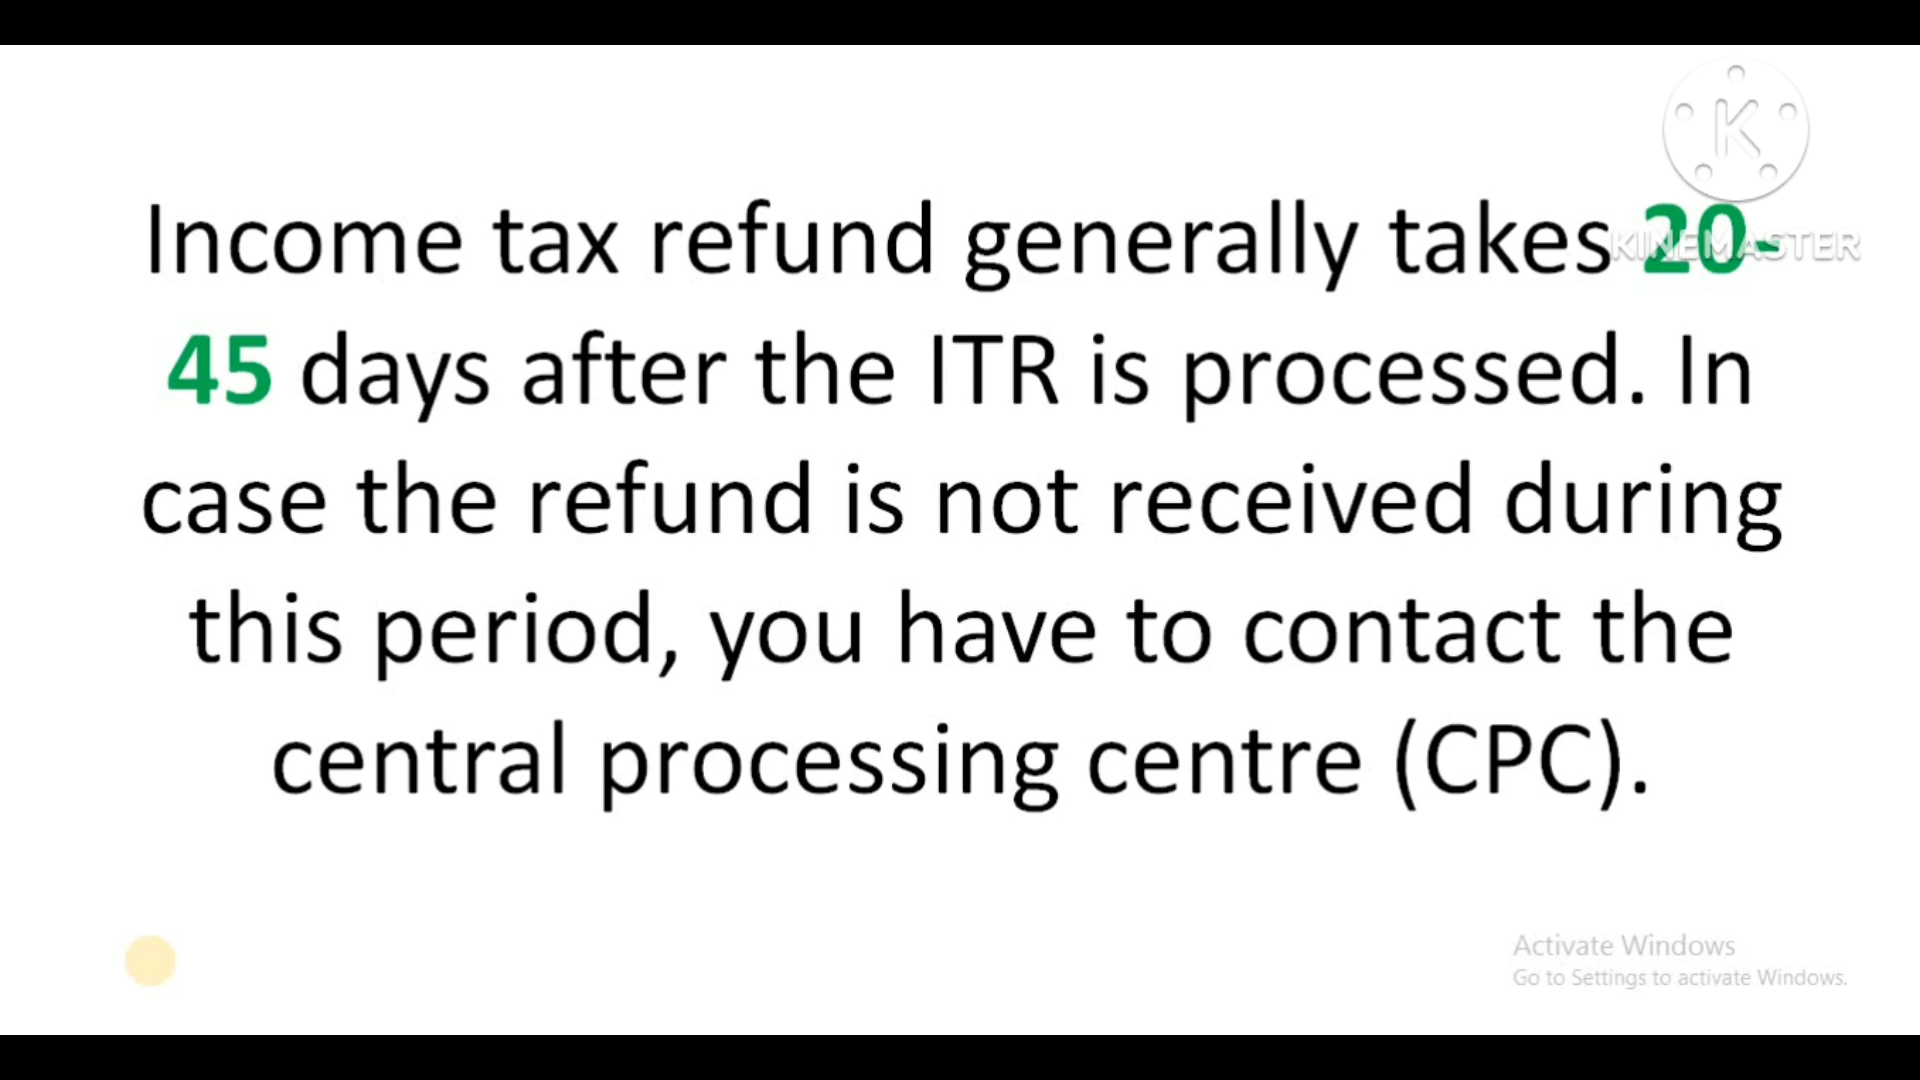 K
KINEMASTER
Income tax refund generally takes 20-
45 days after the ITR is processed. In
case the refund is not received during
this period, you have to contact the
central processing centre (CPC).
Activate Windows
Go to Settings to activate Windows.